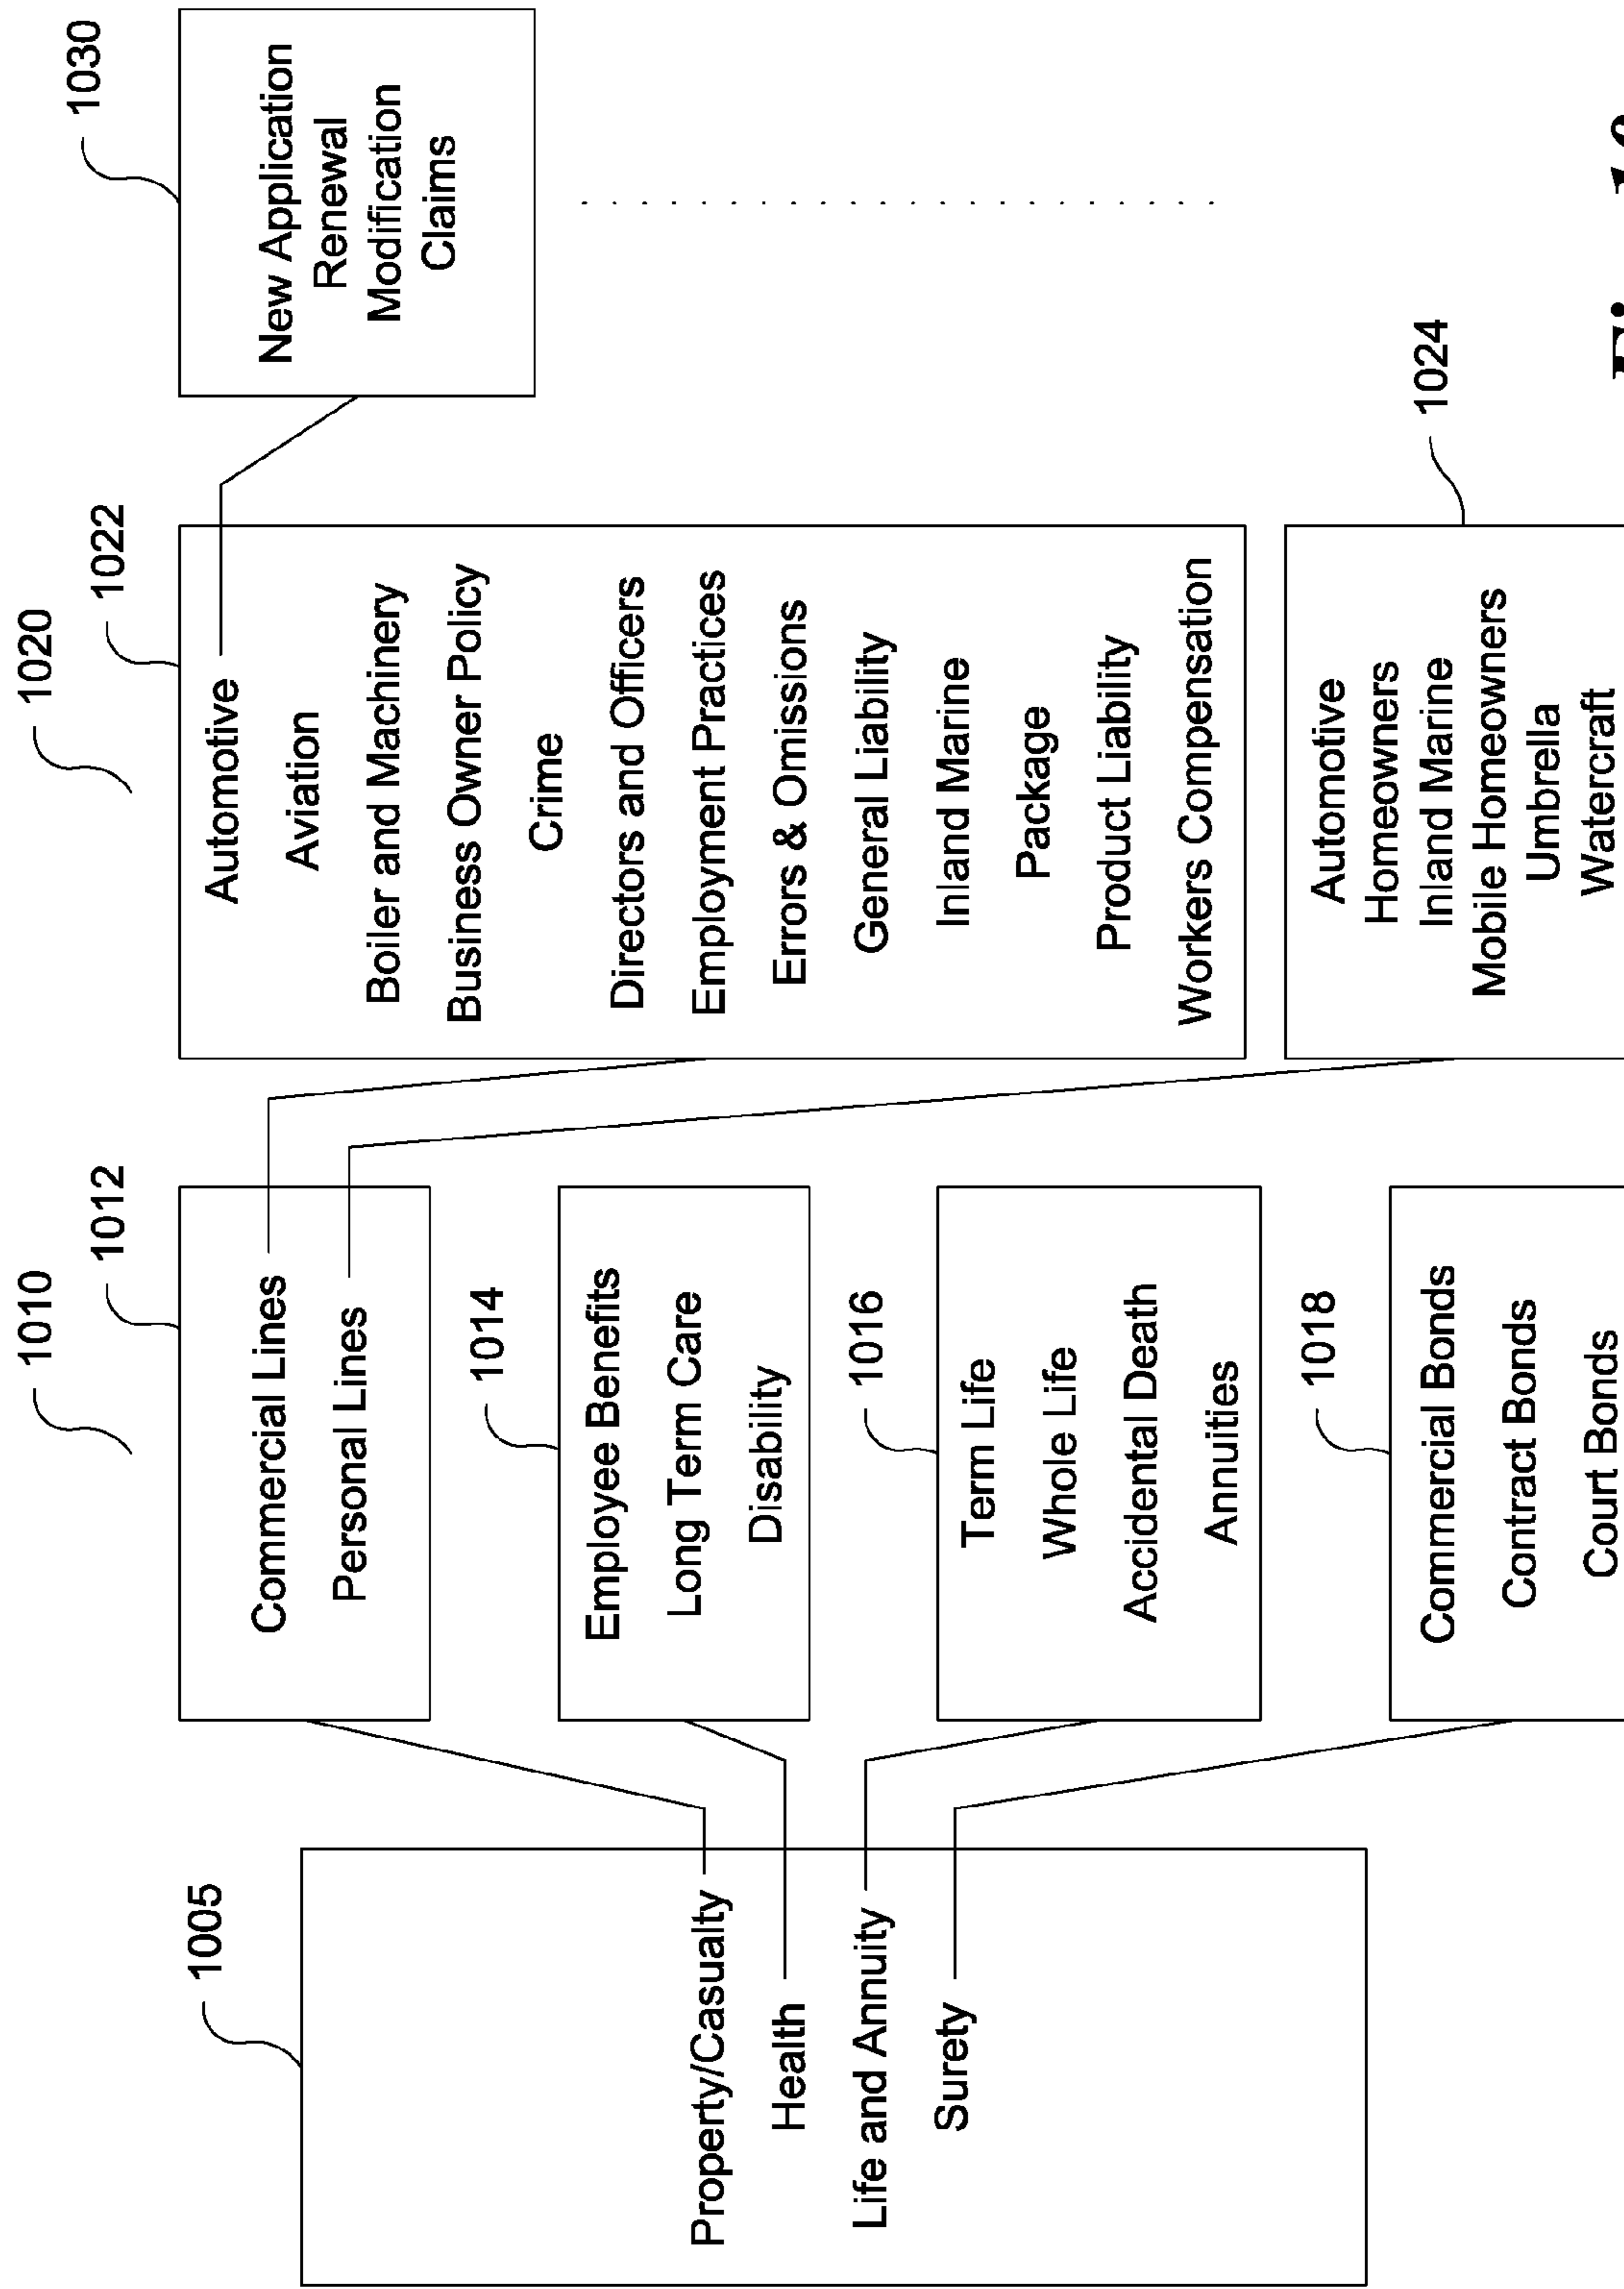 1005
Property/Casualty
Health
Life and Annuity
Surety
1010
1012
Commercial Lines
Personal Lines
1014
Employee Benefits
Long Term Care
Disability
1016
Term Life
Whole Life
Accidental Death
Annuities
1018
Commercial Bonds
Contract Bonds
Court Bonds
1020
1022
Automotive
Aviation
Boiler and Machinery
Business Owner Policy
Crime
Directors and Officers
Employment Practices
Errors & Omissions
General Liability
Inland Marine
Package
Product Liability
Workers Compensation
1024
Automotive
Homeowners
Inland Marine
Mobile Homeowners
Umbrella
Watercraft
1030
New Application
Renewal
Modification
Claims